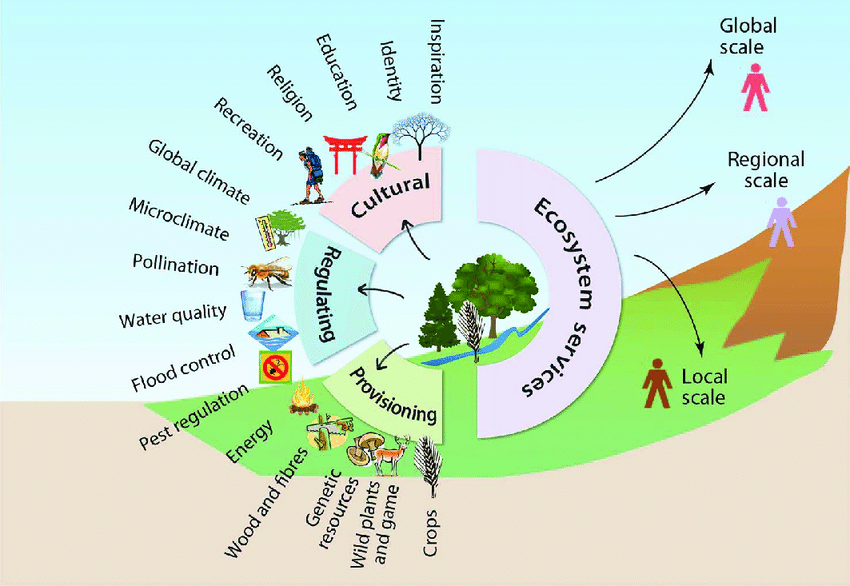 Inspiration
Identity
Education
Religion
Recreation
Global climate
Microclimate
Pollination
Water quality
Flood control
Pest regulation
Energy
Wood and fibres
Genetic
resources
Wild plants
and game
Crops
Cultural
Regulating
Provisioning
Ecosystem services
Global
scale
Regional
scale
Local
scale